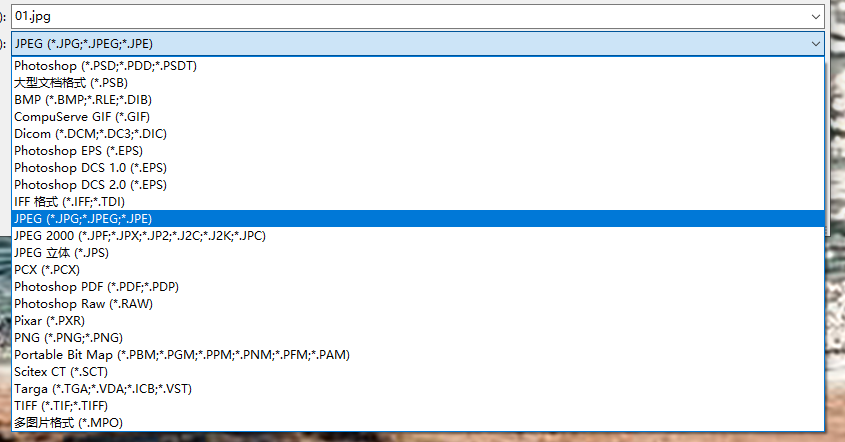 ): 01.jpg
): JPEG (*.JPG;*.JPEG;*.JPE)
Photoshop (*.PSD;*.PDD;*.PSDT)
大型文档格式 (*.PSB)
BMP (*.BMP;*.RLE;*.DIB)
CompuServe GIF (*.GIF)
Dicom (*.DCM;*.DC3;*.DIC)
Photoshop EPS (*.EPS)
Photoshop DCS 1.0 (*.EPS)
Photoshop DCS 2.0 (*.EPS)
IFF 格式 (*.IFF;*.TDI)
JPEG (*.JPG;*.JPEG;*.JPE)
JPEG 2000 (*.JPF;*.JPX;*.JP2;*.J2C;*.J2K;*.JPC)
JPEG 立体 (*.JPS)
PCX (*.PCX)
Photoshop PDF (*.PDF;*.PDP)
Photoshop Raw (*.RAW)
Pixar (*.PXR)
PNG (*.PNG;*.PNG)
Portable Bit Map (*.PBM;*.PGM;*.PPM;*.PNM;*.PFM;*.PAM)
Scitex CT (*.SCT)
Targa (*.TGA;*.VDA;*.ICB;*.VST)
TIFF (*.TIF;*.TIFF)
多图片格式 (*.MPO)